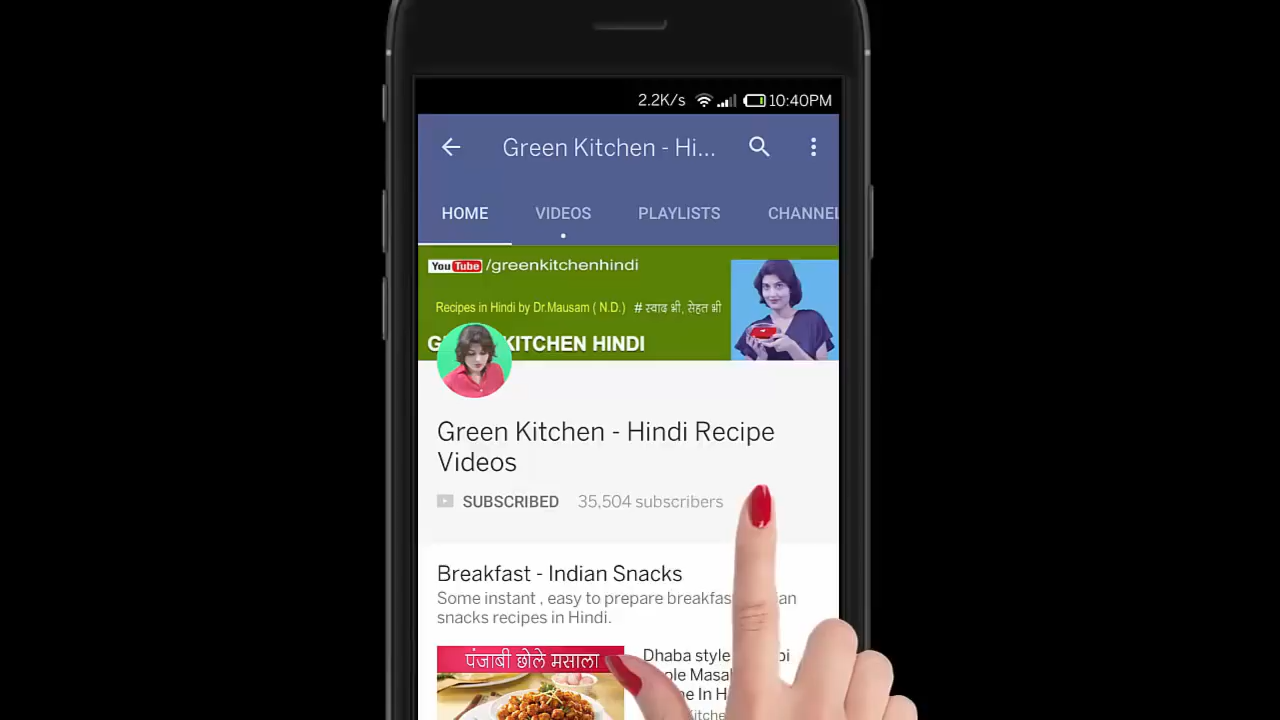 2.2K/s 10:40PM
Green Kitchen - Hi...
HOME VIDEOS PLAYLISTS CHANNEL
YouTube /greenkitchenhindi
Recipes in Hindi by Dr.Mausam ( N.D.) # स्वाद भी, सेहत भी
KITCHEN HINDI
Green Kitchen - Hindi Recipe
Videos
SUBSCRIBED 35,504 subscribers
Breakfast - Indian Snacks
Some instant , easy to prepare
snacks recipes in Hindi.
पंजाबी छोले मसाला
Dhaba style
In